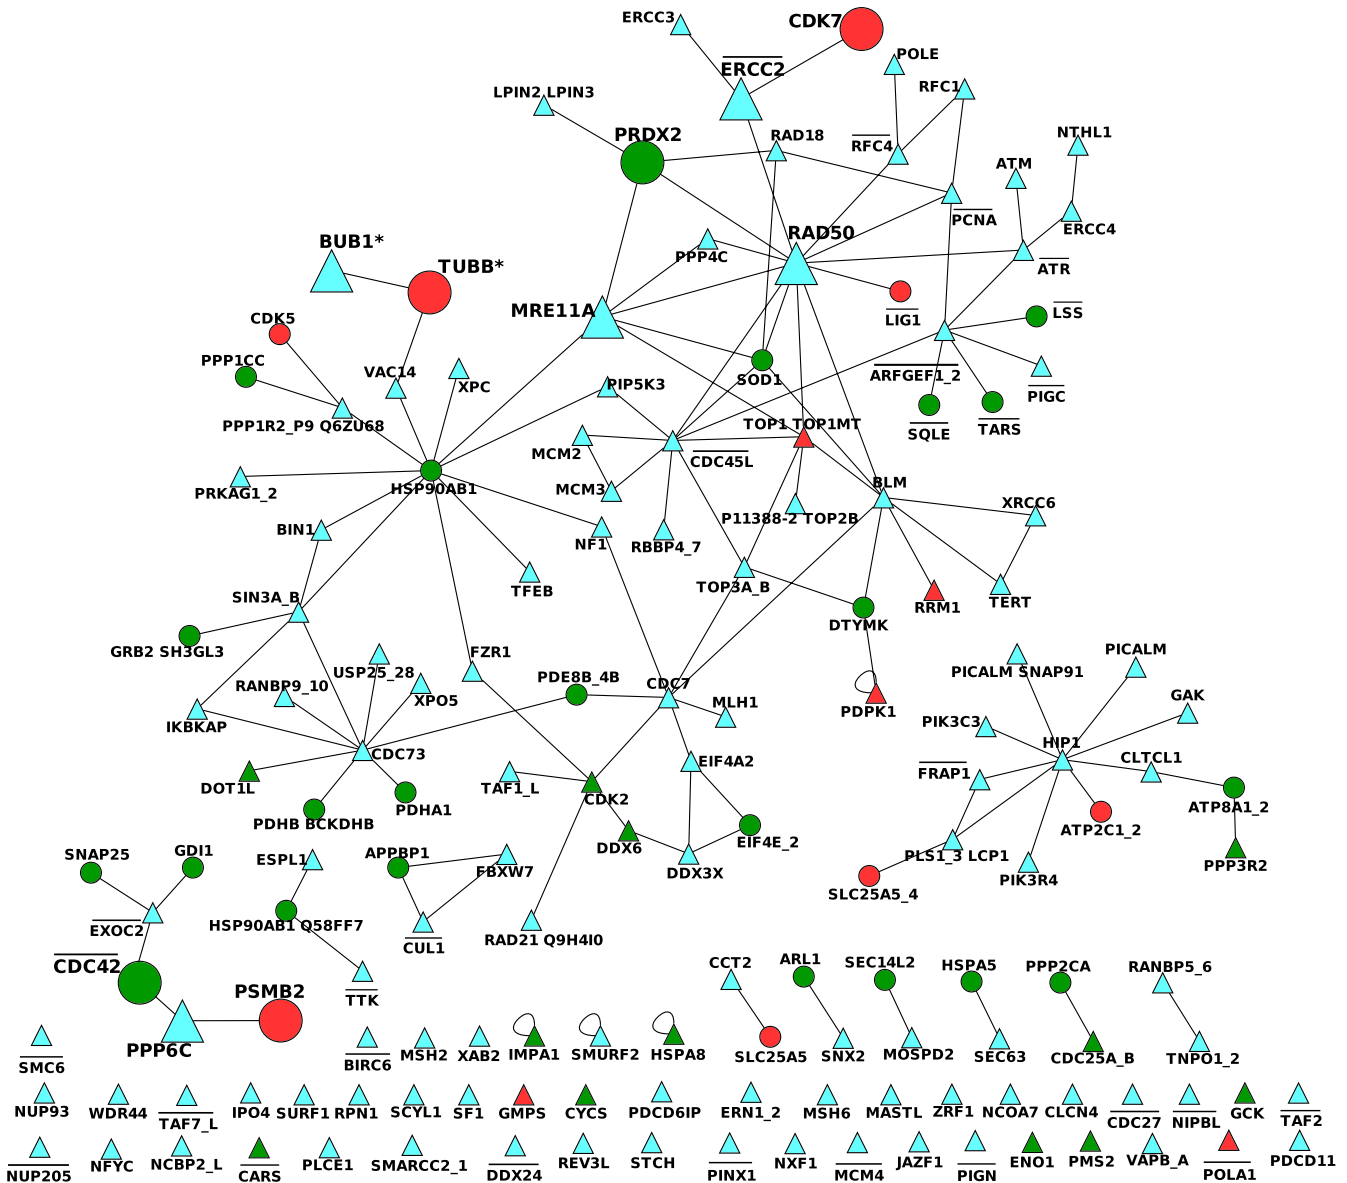 ERCC3
CDK7
POLE
ERCC2
RFC1
LPIN2 LPIN3
PRDX2
RAD18
RFC4
NTHL1
ATM
PCNA
ERCC4
RAD50
BUB1*
PPP4C
ATR
TUBB*
MRE11A
LIG1
LSS
CDK5
PPP1CC
VAC14
XPC
PIP5K3
SOD1
ARFGEF1_2
PIGC
PPP1R2_P9 Q6ZU68
TOP1 TOP1MT
SQLE
TARS
MCM2
CDC45L
HSP90AB1
PRKAG1_2
MCM3
BLM
XRCC6
P11388-2 TOP2B
BIN1
NF1
RBBP4_7
TFEB
TOP3A_B
SIN3A_B
RRM1
TERT
DTYMK
GRB2 SH3GL3
FZR1
PICALM
USP25_28
PDE8B_4B
CDC7
PICALM SNAP91
RANBP9_10
XPO5
MLH1
PDPK1
GAK
IKBKAP
PIK3C3
CDC73
HIP1
EIF4A2
CLTCL1
FRAP1
DOT1L
TAF1_L
CDK2
ATP8A1_2
PDHA1
PDHB BCKDHB
ATP2C1_2
DDX6
EIF4E_2
SNAP25
GDI1
ESPL1
APPBP1
FBXW7
DDX3X
PLS1_3 LCP1
PPP3R2
PIK3R4
SLC25A5_4
EXOC2
HSP90AB1 Q58FF7
CUL1
RAD21 Q9H4I0
CDC42
PSMB2
TTK
CCT2
ARL1
SEC14L2
HSPA5
PPP2CA
RANBP5_6
PPP6C
SMC6
BIRC6
MSH2
XAB2
IMPA1
SMURF2
HSPA8
SLC25A5
SNX2
MOSPD2
SEC63
CDC25A_B
TNPO1_2
NUP93
WDR44
TAF7_L
IPO4
SURF1
RPN1
SCYL1
SF1
GMPS
CYCS
PDCD6IP
ERN1_2
MSH6
MASTL
ZRF1
NCOA7
CLCN4
CDC27
NIPBL
GCK
TAF2
NUP205
NFYC
NCBP2_L
CARS
PLCE1
SMARCC2_1
DDX24
REV3L
STCH
PINX1
NXF1
MCM4
JAZF1
PIGN
ENO1
PMS2
VAPB_A
POLA1
PDCD11